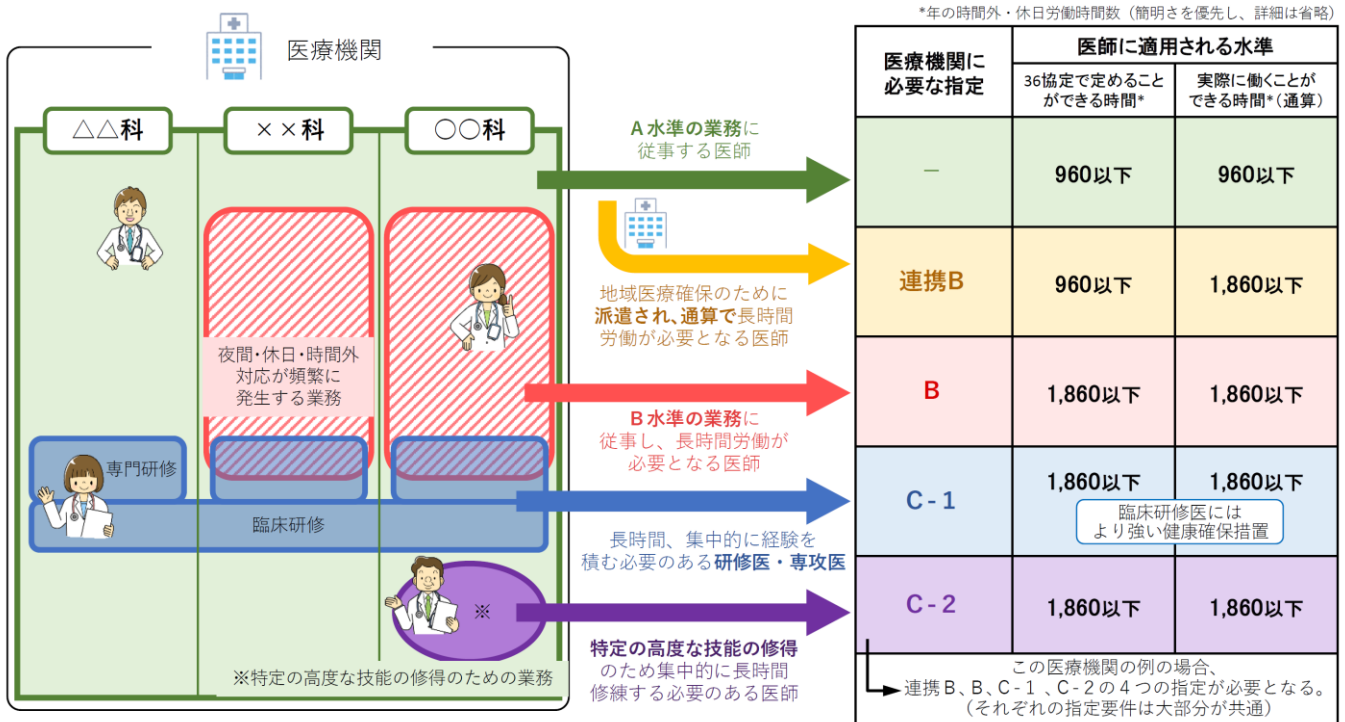 *年の時間外・休日労働時間数（簡明さを優先し、詳細は省略）
医療機関
△△科
××科
○○科
夜間・休日・時間外
対応が頻繁に
発生する業務
専門研修
臨床研修
※
※特定の高度な技能の修得のための業務
A水準の業務に
従事する医師
地域医療確保のために
派遣され、通算で長時間
労働が必要となる医師
B水準の業務に
従事し、長時間労働が
必要となる医師
長時間、集中的に経験を
積む必要のある研修医・専攻医
特定の高度な技能の修得
のため集中的に長時間
修練する必要のある医師
医療機関に
必要な指定
医師に適用される水準
36協定で定めること
ができる時間*
実際に働くことが
できる時間*（通算）
－
960以下
960以下
連携B
960以下
1,860以下
B
1,860以下
1,860以下
C-1
1,860以下
1,860以下
臨床研修医には
より強い健康確保措置
C-2
1,860以下
1,860以下
この医療機関の例の場合、
連携B、B、C-1、C-2の4つの指定が必要となる。
（それぞれの指定要件は大部分が共通）